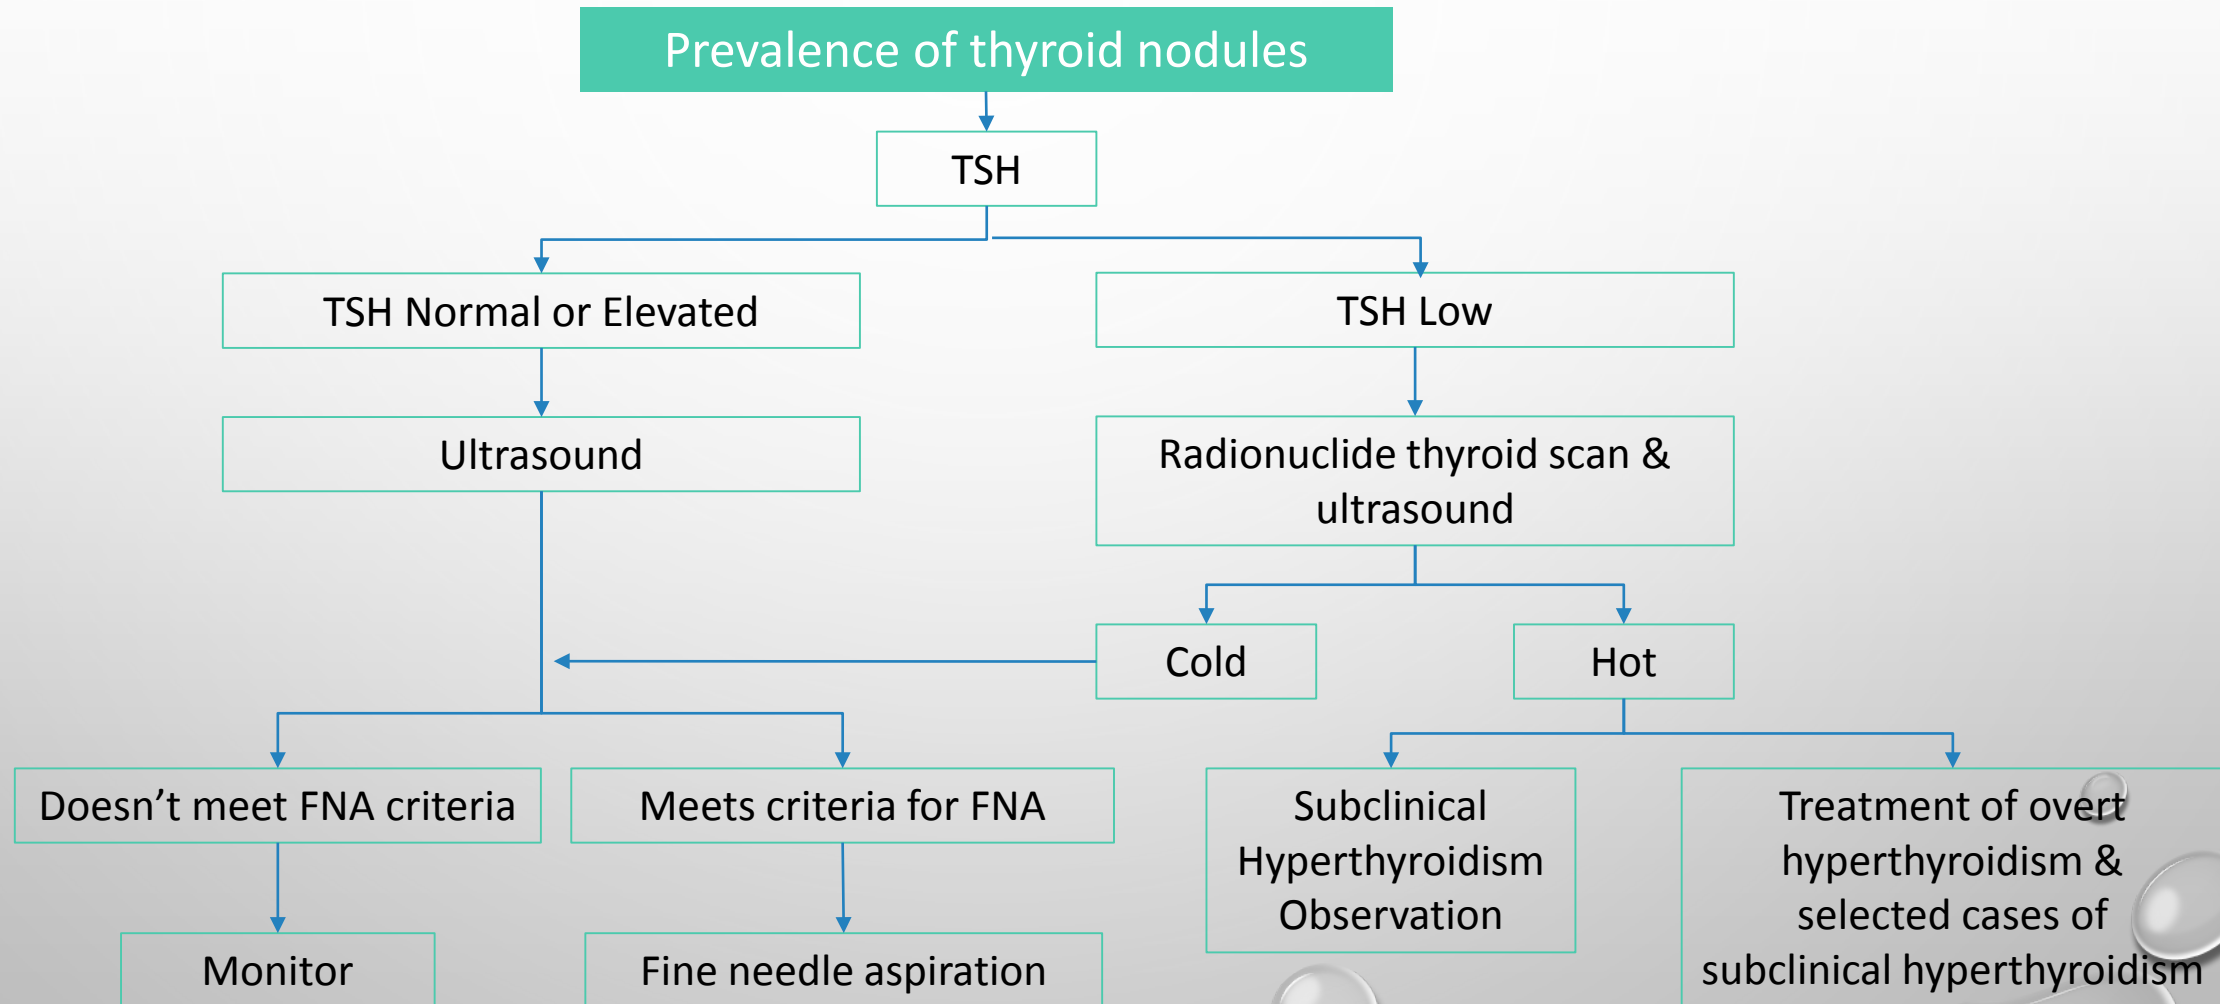 Prevalence of thyroid nodules
TSH
TSH Normal or Elevated
TSH Low
Ultrasound
Radionuclide thyroid scan &
ultrasound
Cold
Hot
Doesn’t meet FNA criteria
Meets criteria for FNA
Subclinical
Hyperthyroidism
Observation
Treatment of overt
hyperthyroidism &
selected cases of
subclinical hyperthyroidism
Monitor
Fine needle aspiration